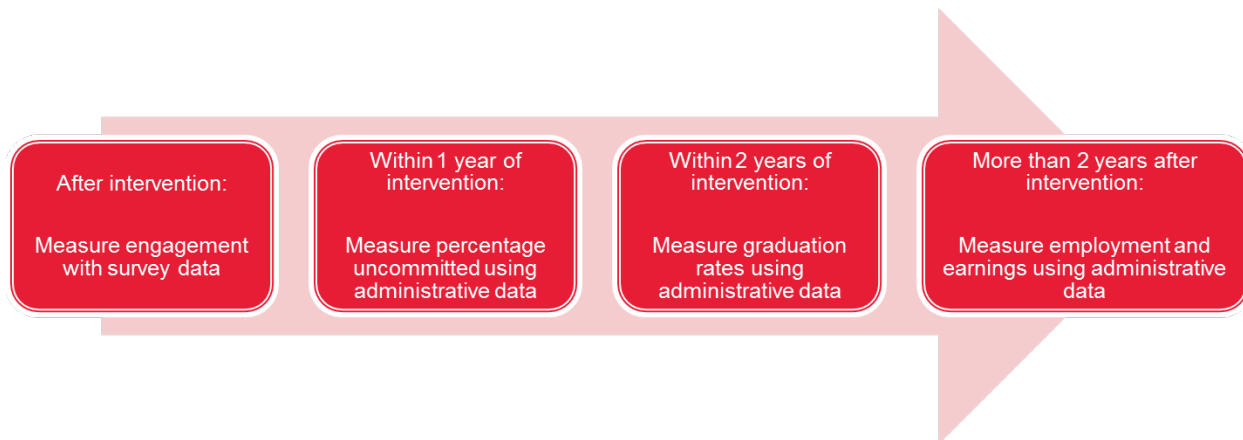 After intervention:
Measure engagement
with survey data
Within 1 year of
intervention:
Measure percentage
uncommitted using
administrative data
Within 2 years of
intervention:
Measure graduation
rates using
administrative data
More than 2 years after
intervention:
Measure employment and
earnings using administrative
data